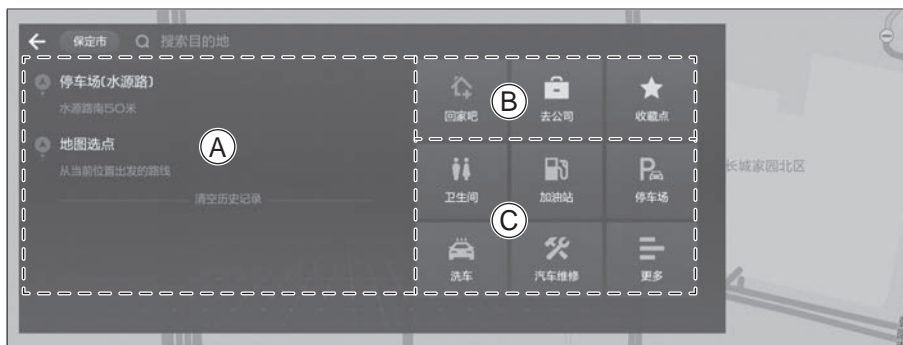 保定市 搜索目的地
停车场(水源路)
水源路南50米
地图选点
从当前位置出发的路线
清空历史记录
A
回家吧 去公司 收藏点
B
卫生间 加油站 停车场
C
洗车 汽车维修 更多
长城家园北区